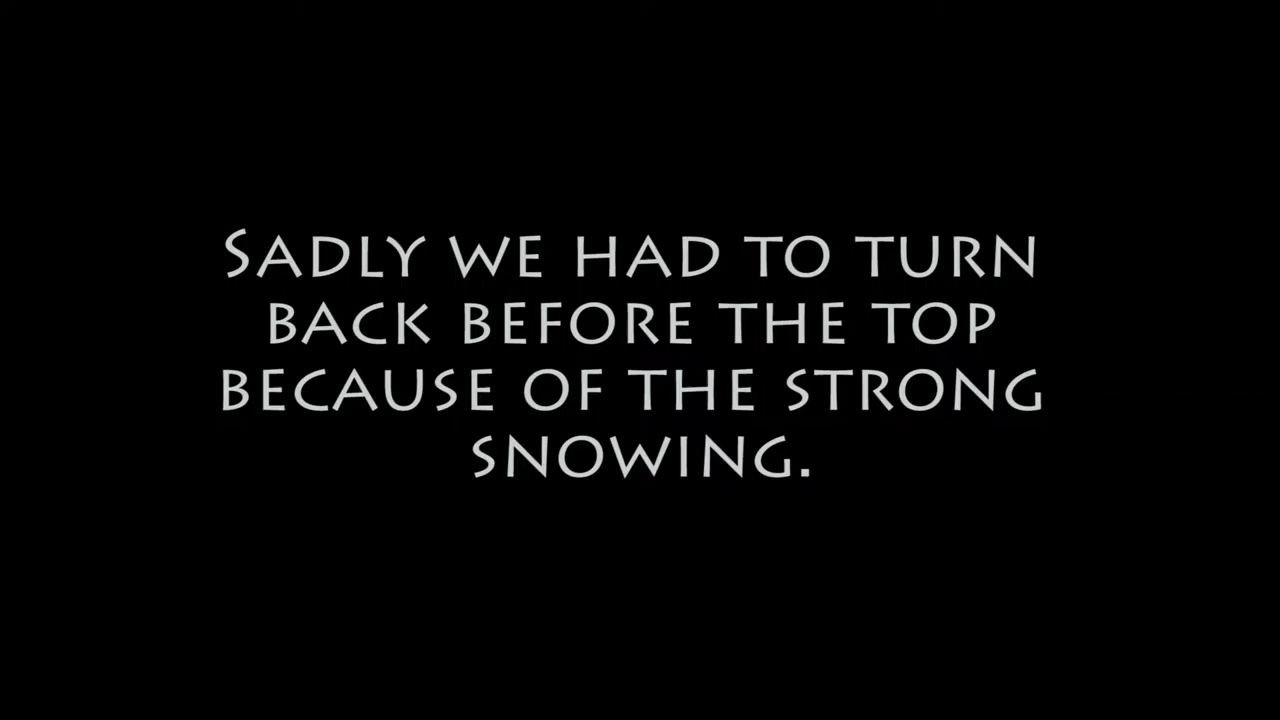 Sadly we had to turn
back before the top
because of the strong
snowing.